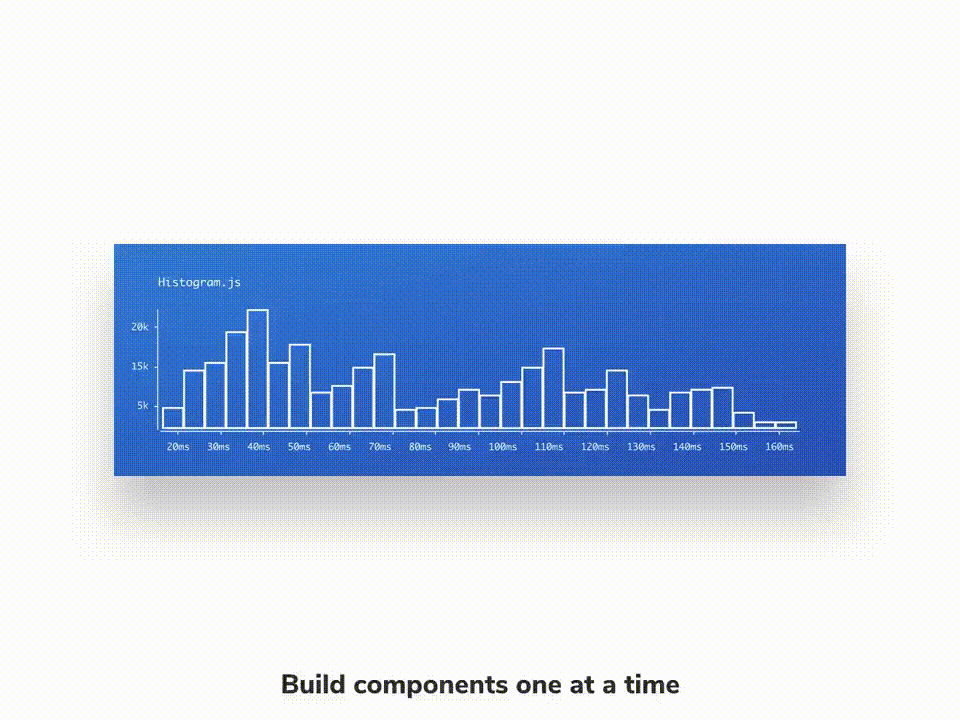 Histogram.js
20k
15k
5k
20ms 30ms 40ms 50ms 60ms 70ms 80ms 90ms 100ms 110ms 120ms 130ms 140ms 150ms 160ms
Build components one at a time